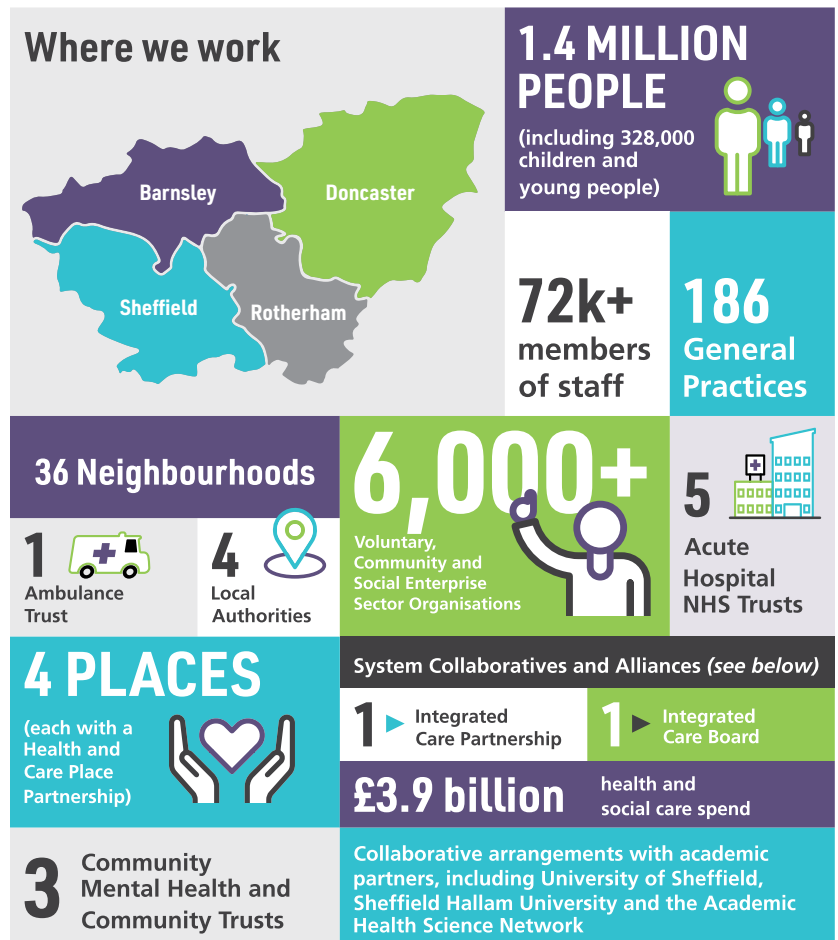 Where we work
Barnsley
Doncaster
Sheffield
Rotherham
1.4 MILLION
PEOPLE
(including 328,000
children and
young people)
72k+
members
of staff
186
General
Practices
36 Neighbourhoods
1
Ambulance
Trust
4
Local
Authorities
6,000+
Voluntary,
Community and
Social Enterprise
Sector Organisations
5
Acute
Hospital
NHS Trusts
4 PLACES
(each with a
Health and
Care Place
Partnership)
System Collaboratives and Alliances (see below)
1
Integrated
Care Partnership
1
Integrated
Care Board
£3.9 billion
health and
social care spend
3
Community
Mental Health and
Community Trusts
Collaborative arrangements with academic
partners, including University of Sheffield,
Sheffield Hallam University and the Academic
Health Science Network